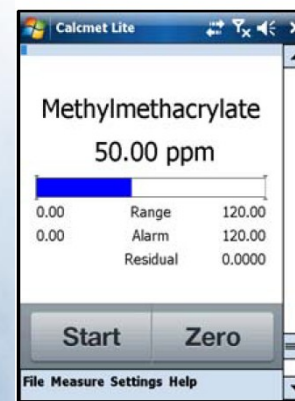 Calcmet Lite
Methylmethacrylate
50.00 ppm
0.00 Range 120.00
0.00 Alarm 120.00
Residual 0.0000
Start Zero
File Measure Settings Help